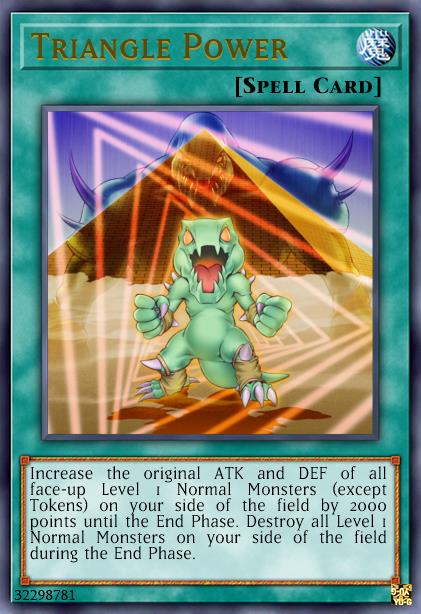 Triangle Power
魔
[Spell Card]
Increase the original ATK and DEF of all
face-up Level 1 Normal Monsters (except
Tokens) on your side of the field by 2000
points until the End Phase. Destroy all Level 1
Normal Monsters on your side of the field
during the End Phase.
32298781